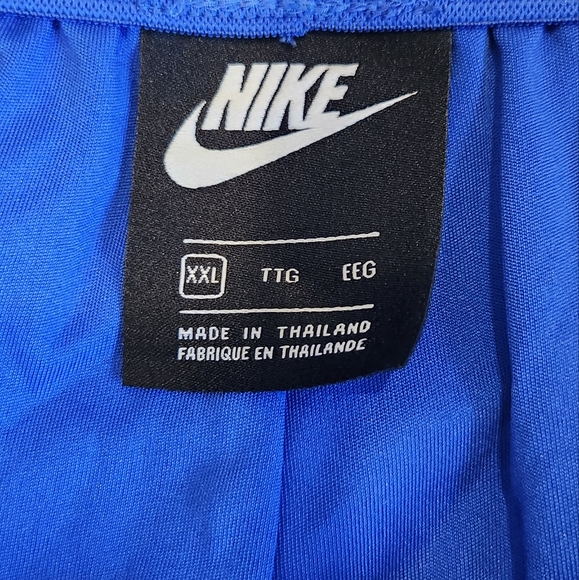 NIKE
XXL TTG EEG
MADE IN THAILAND
FABRIQUE EN THAILANDE